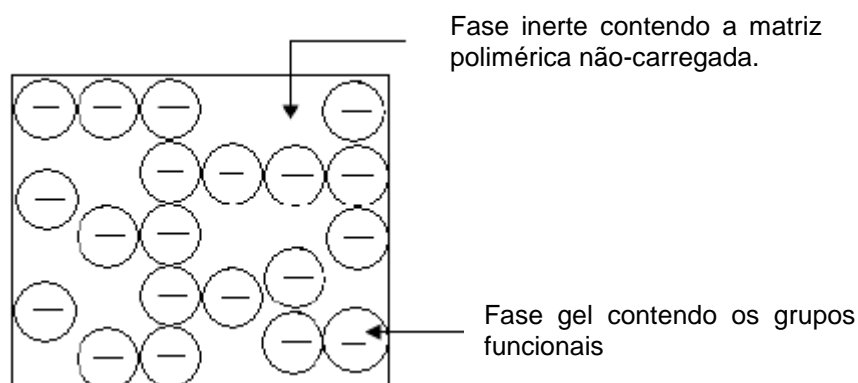 Fase inerte contendo a matriz
polimérica não-carregada.
Fase gel contendo os grupos
funcionais